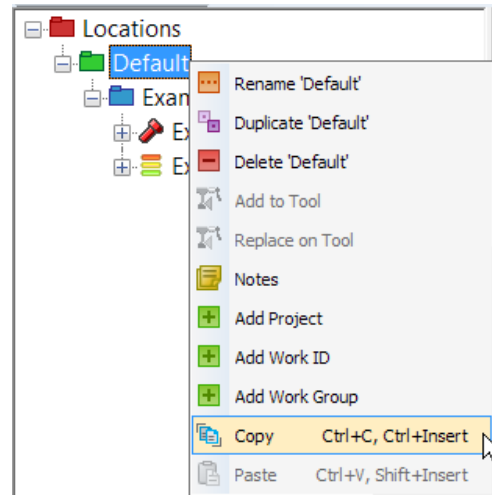 Locations
Default
Exam
Rename 'Default'
Duplicate 'Default'
Delete 'Default'
Add to Tool
Replace on Tool
Notes
Add Project
Add Work ID
Add Work Group
Copy Ctrl+C, Ctrl+Insert
Paste Ctrl+V, Shift+Insert